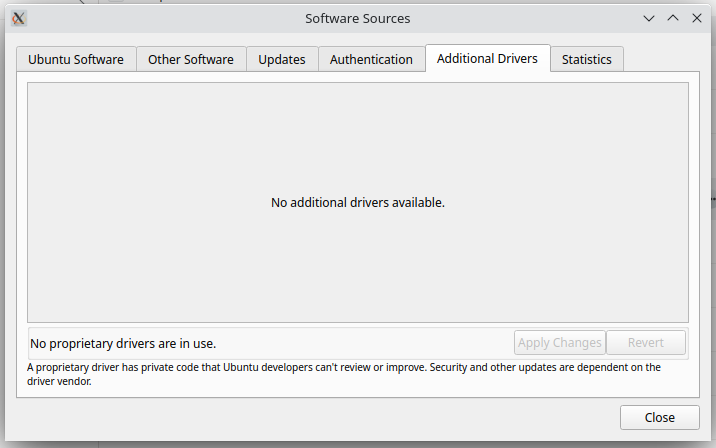 Software Sources
Ubuntu Software
Other Software
Updates
Authentication
Additional Drivers
Statistics
No additional drivers available.
No proprietary drivers are in use.
Apply Changes
Revert
A proprietary driver has private code that Ubuntu developers can't review or improve. Security and other updates are dependent on the
driver vendor.
Close